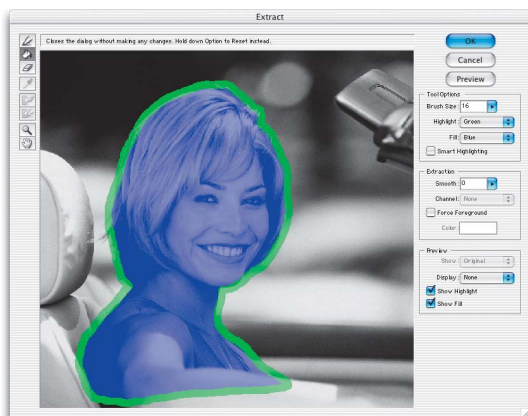 Extract
Closes the dialog without making any changes. Hold down Option to Reset instead.
OK
Cancel
Preview
Tool Options
Brush Size: 16
Highlight: Green
Fill: Blue
Smart Highlighting
Extraction
Smooth: 0
Channel: None
Force Foreground
Color:
Preview
Show: Original
Display: None
Show Highlight
Show Fill